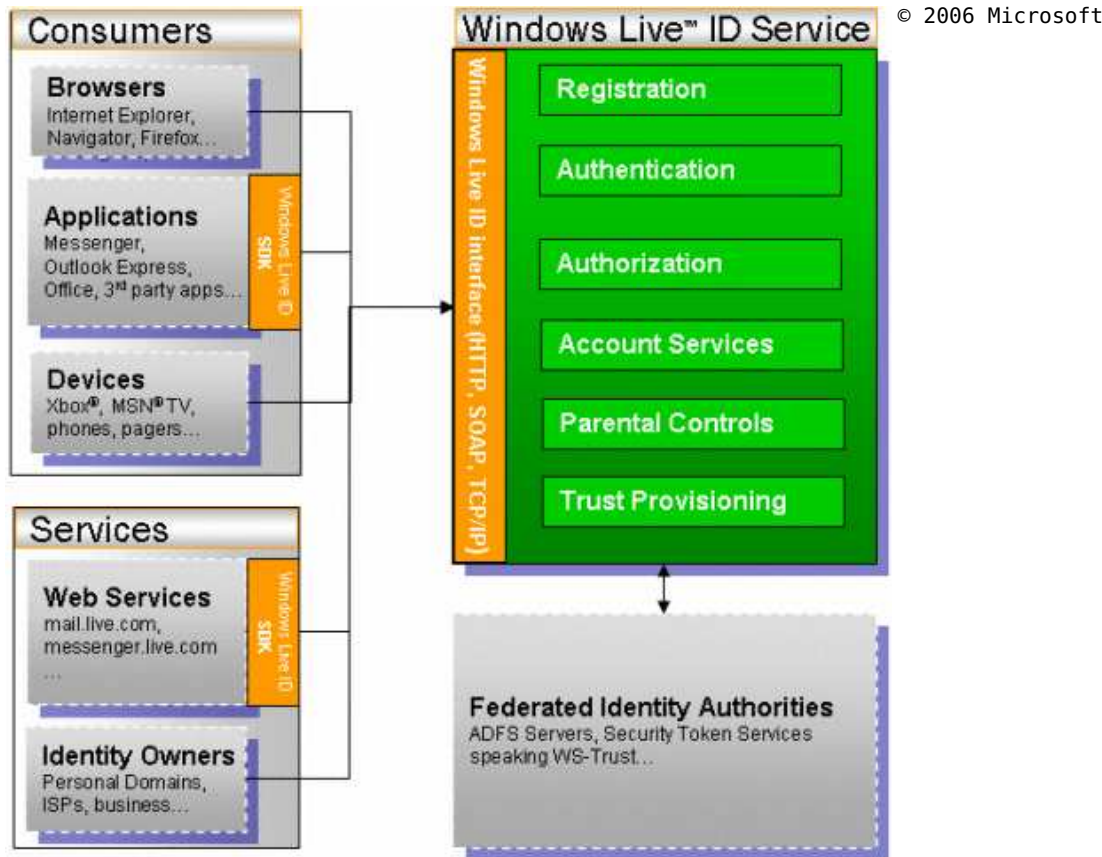 Consumers
Browsers
Internet Explorer,
Navigator, Firefox...
Applications
Messenger,
Outlook Express,
Office, 3rd party apps...
Windows Live ID
SDK
Devices
Xbox®, MSN® TV,
phones, pagers...
Services
Web Services
mail.live.com,
messenger.live.com
...
Windows Live ID
SDK
Identity Owners
Personal Domains,
ISPs, business...
Windows Live™ ID Service
Windows Live ID interface (HTTP, SOAP, TCP/IP)
Registration
Authentication
Authorization
Account Services
Parental Controls
Trust Provisioning
Federated Identity Authorities
ADFS Servers, Security Token Services
speaking WS-Trust...
© 2006 Microsoft